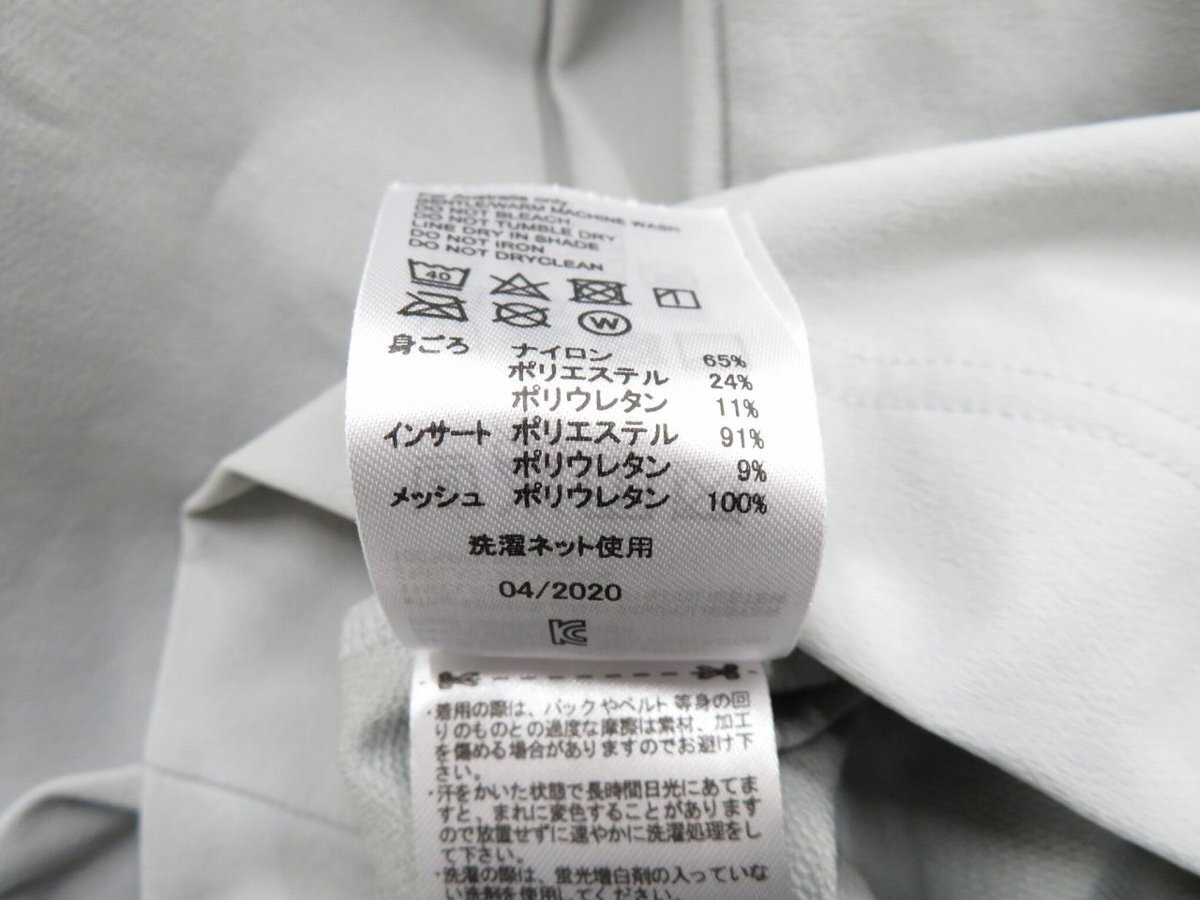 For Australia only
GENTLE/WARM MACHINE WASH
DO NOT BLEACH
DO NOT TUMBLE DRY
LINE DRY IN SHADE
DO NOT IRON
DO NOT DRYCLEAN
40
W
身ごろ ナイロン 65%
ポリエステル 24%
ポリウレタン 11%
インサート ポリエステル 91%
ポリウレタン 9%
メッシュ ポリウレタン 100%
洗濯ネット使用
04/2020
KC
・着用の際は、バックやベルト等身の回
りのものとの過度な摩擦は素材、加工
を傷める場合がありますのでお避け下
さい。
・汗をかいた状態で長時間日光にあてま
すと、まれに変色することがあります
ので放置せずに速やかに洗濯処理をし
て下さい。
・洗濯の際は、蛍光増白剤の入っていな
い洗剤を使用してください。